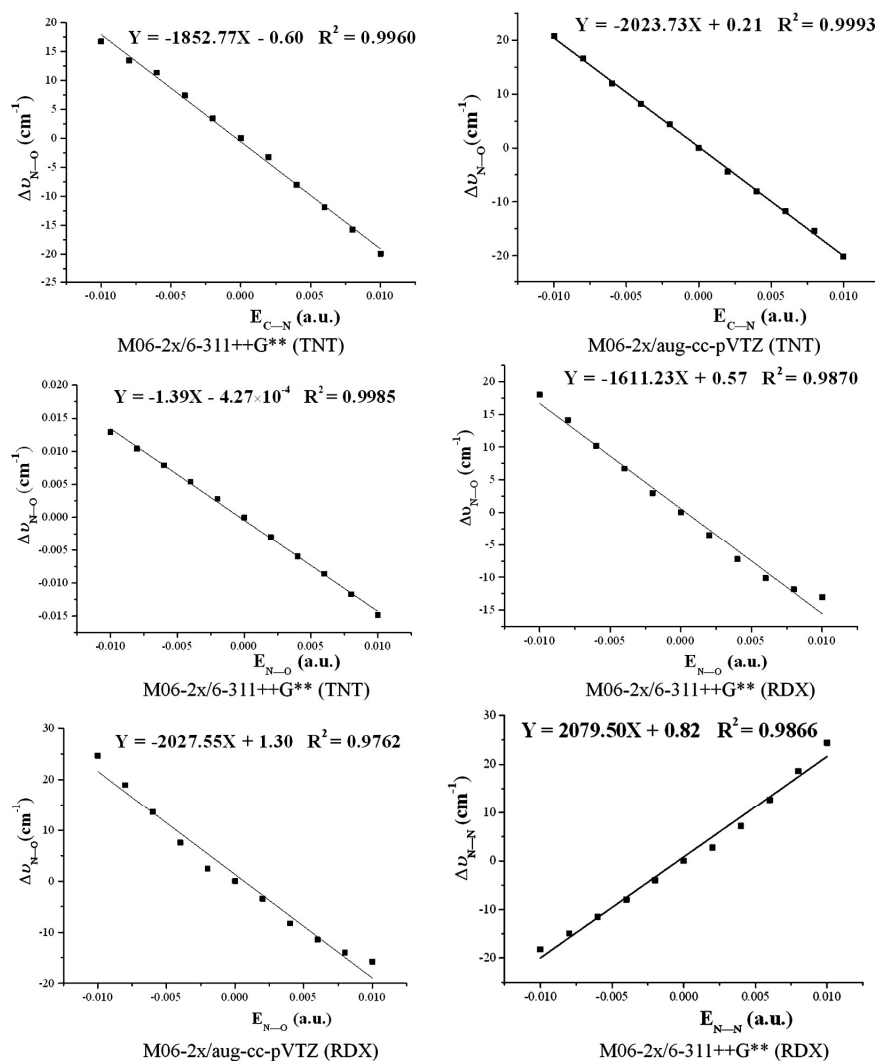 Y = -1852.77X - 0.60 R² = 0.9960
20
15
10
5
0
-5
-10
-15
-20
-25
Δυ_N—O (cm⁻¹)
-0.010 -0.005 0.000 0.005 0.010
E_C—N (a.u.)
M06-2x/6-311++G** (TNT)
Y = -2023.73X + 0.21 R² = 0.9993
20
10
0
-10
-20
Δυ_N—O (cm⁻¹)
-0.010 -0.005 0.000 0.005 0.010
E_C—N (a.u.)
M06-2x/aug-cc-pVTZ (TNT)
Y = -1.39X - 4.27×10⁻⁴ R² = 0.9985
0.020
0.015
0.010
0.005
0.000
-0.005
-0.010
-0.015
Δυ_N—O (cm⁻¹)
-0.010 -0.005 0.000 0.005 0.010
E_N—O (a.u.)
M06-2x/6-311++G** (TNT)
Y = -1611.23X + 0.57 R² = 0.9870
20
15
10
5
0
-5
-10
-15
Δυ_N—O (cm⁻¹)
-0.010 -0.005 0.000 0.005 0.010
E_N—O (a.u.)
M06-2x/6-311++G** (RDX)
Y = -2027.55X + 1.30 R² = 0.9762
30
20
10
0
-10
-20
Δυ_N—O (cm⁻¹)
-0.010 -0.005 0.000 0.005 0.010
E_N—O (a.u.)
M06-2x/aug-cc-pVTZ (RDX)
Y = 2079.50X + 0.82 R² = 0.9866
30
20
10
0
-10
-20
Δυ_N—N (cm⁻¹)
-0.010 -0.005 0.000 0.005 0.010
E_N—N (a.u.)
M06-2x/6-311++G** (RDX)